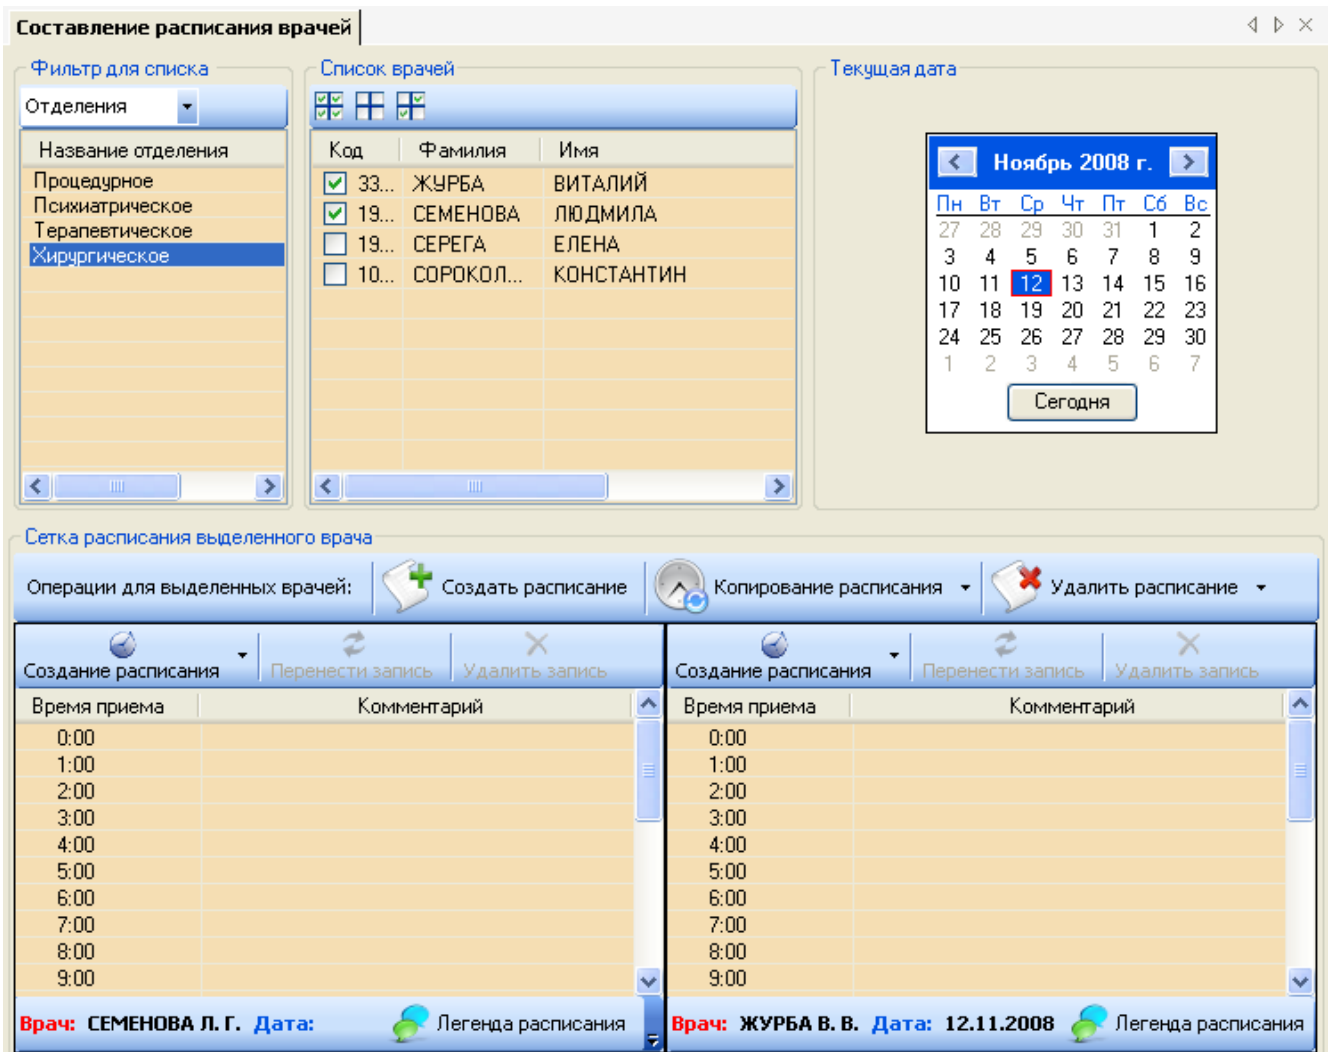 Составление расписания врачей
Фильтр для списка
Отделения
Название отделения
Процедурное
Психиатрическое
Терапевтическое
Хирургическое
Список врачей
Код Фамилия Имя
33... ЖУРБА ВИТАЛИЙ
19... СЕМЕНОВА ЛЮДМИЛА
19... СЕРЕГА ЕЛЕНА
10... СОРОКОЛ... КОНСТАНТИН
Текущая дата
Ноябрь 2008 г.
Пн Вт Ср Чт Пт Сб Вс
27 28 29 30 31 1 2
3 4 5 6 7 8 9
10 11 12 13 14 15 16
17 18 19 20 21 22 23
24 25 26 27 28 29 30
1 2 3 4 5 6 7
Сегодня
Сетка расписания выделенного врача
Операции для выделенных врачей: Создать расписание Копирование расписания Удалить расписание
Создание расписания Перенести запись Удалить запись
Время приема Комментарий
0:00
1:00
2:00
3:00
4:00
5:00
6:00
7:00
8:00
9:00
Врач: СЕМЕНОВА Л. Г. Дата: Легенда расписания
Создание расписания Перенести запись Удалить запись
Время приема Комментарий
0:00
1:00
2:00
3:00
4:00
5:00
6:00
7:00
8:00
9:00
Врач: ЖУРБА В. В. Дата: 12.11.2008 Легенда расписания